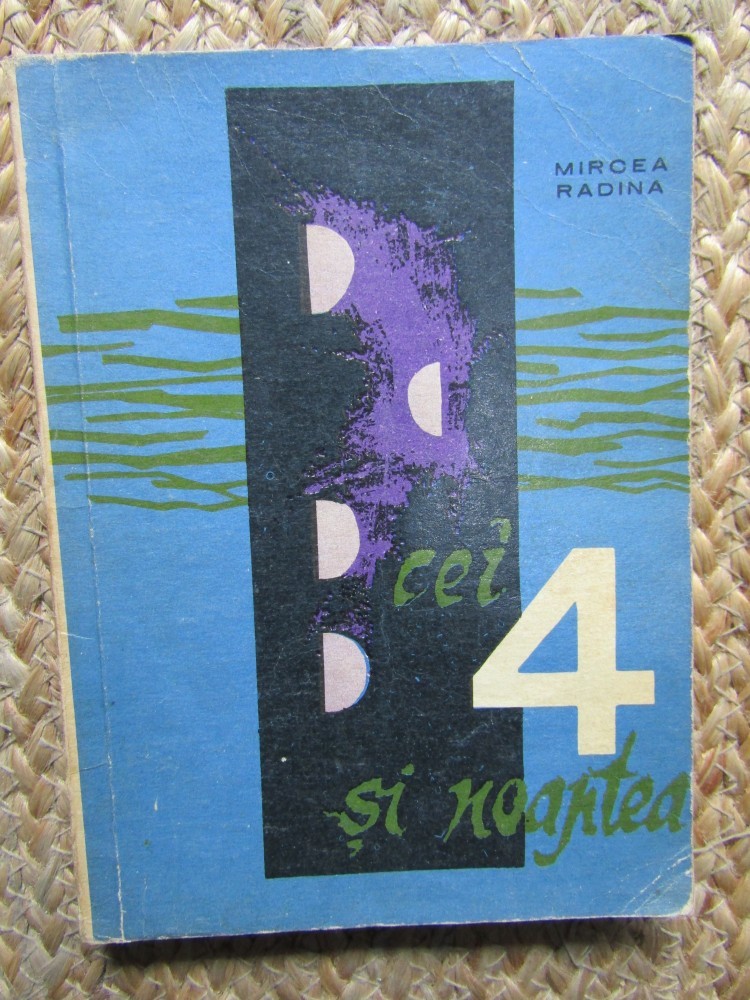 MIRCEA
RADINA
cei
4
și noaptea